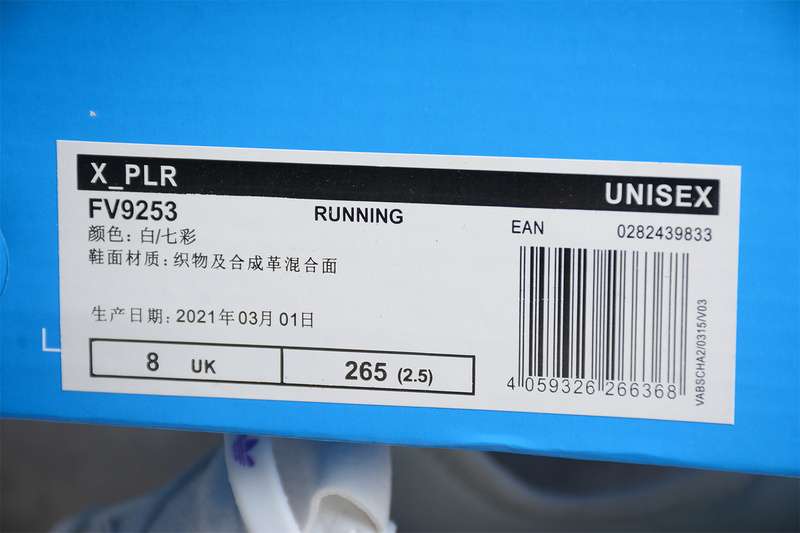 X_PLR
UNISEX
FV9253
RUNNING
EAN 0282439833
颜色: 白/七彩
鞋面材质: 织物及合成革混合面
生产日期: 2021年03月01日
8 UK
265 (2.5)
4 059326 266368
VABSCHA2/0315/V03